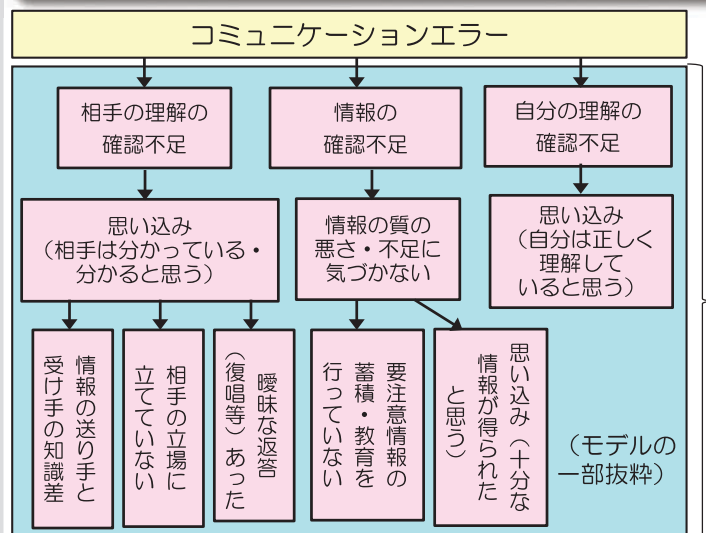 コミュニケーションエラー
相手の理解の
確認不足
情報の
確認不足
自分の理解の
確認不足
思い込み
（相手は分かっている・
分かると思う）
情報の質の
悪さ・不足に
気づかない
思い込み
（自分は正しく
理解して
いると思う）
情報の送り手と
受け手の知識差
相手の立場に
立てていない
曖昧な返答
（復唱等）あった
要注意情報の
蓄積・教育を
行っていない
思い込み（十分な
情報が得られた
と思う）
（モデルの
一部抜粋）